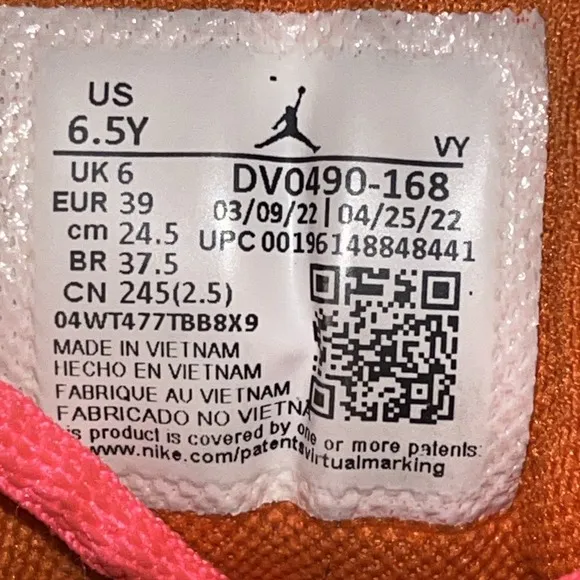 US
6.5Y
VY
UK 6
EUR 39
cm 24.5
BR 37.5
CN 245(2.5)
DV0490-168
03/09/22 | 04/25/22
UPC 00196148848441
04WT477TBB8X9
MADE IN VIETNAM
HECHO EN VIETNAM
FABRIQUE AU VIETNAM
FABRICADO NO VIETNA
is product is covered by one or more patents:
www.nike.com/patents
virtualmarking